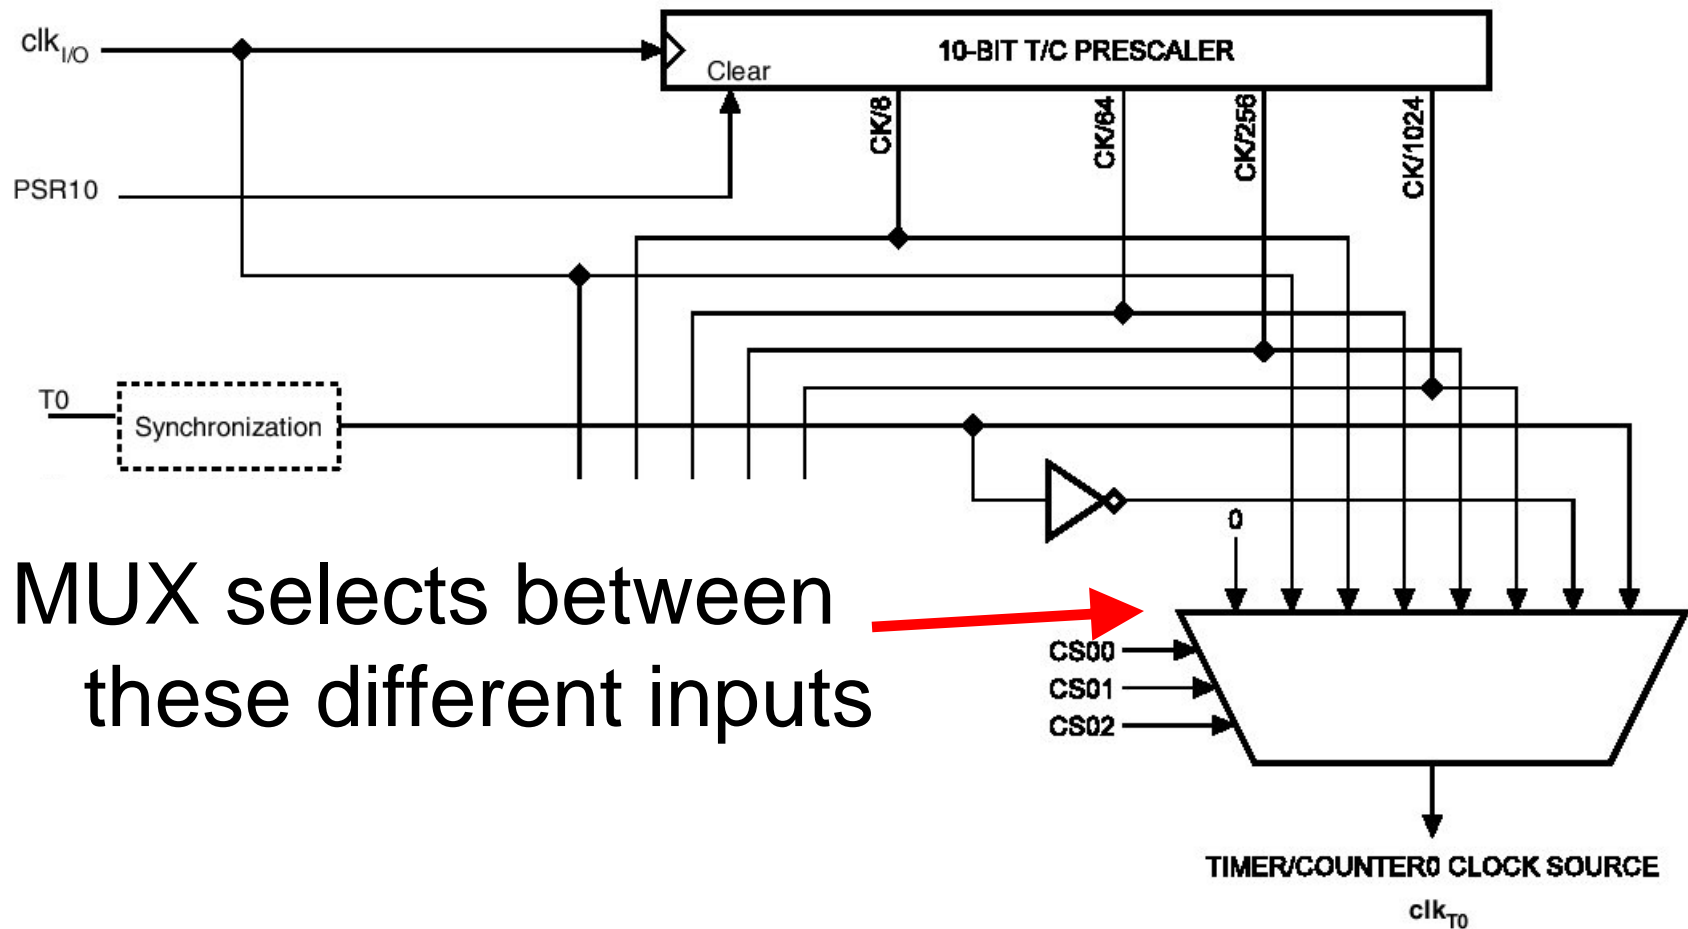 clkI/O
10-BIT T/C PRESCALER
Clear
CK/8
CK/64
CK/256
CK/1024
PSR10
T0
Synchronization
0
MUX selects between
these different inputs
CS00
CS01
CS02
TIMER/COUNTER0 CLOCK SOURCE
clkT0